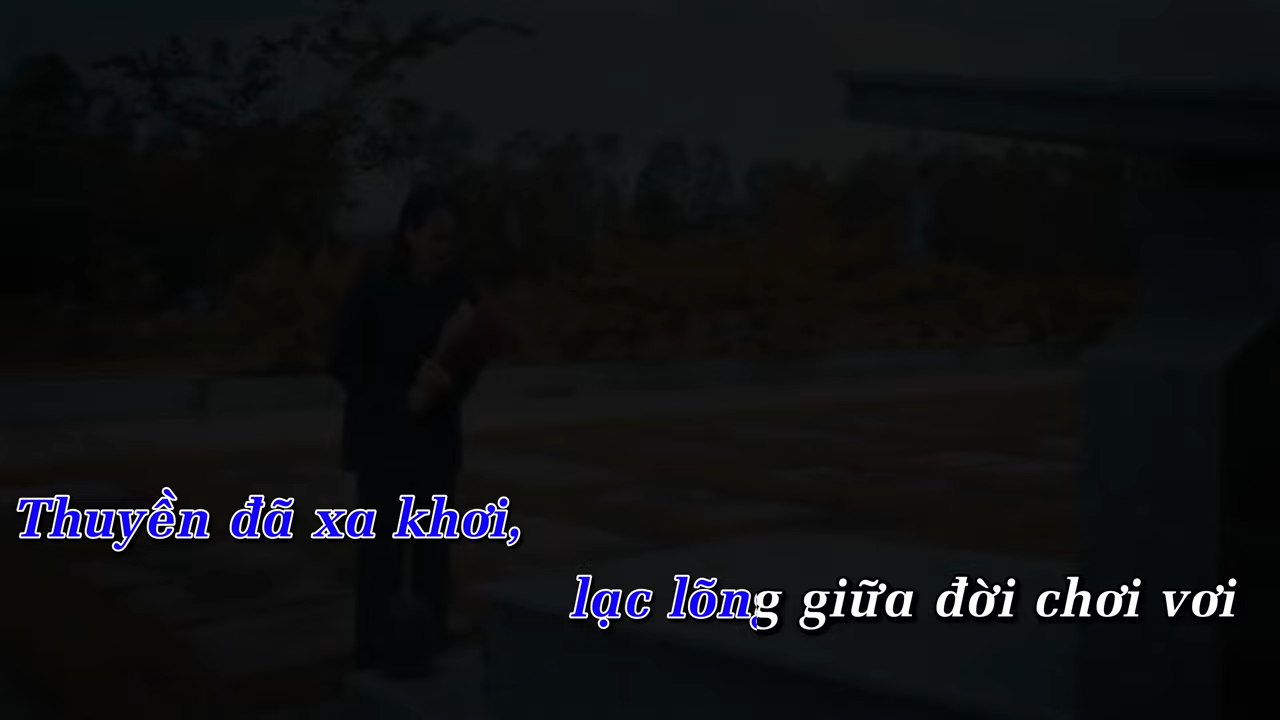 Thuyền đã xa khơi,
lạc lõng giữa đời chơi vơi